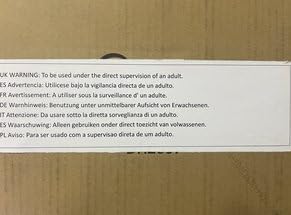 UK WARNING: To be used under the direct supervision of an adult.
ES Advertencia: Utilicese bajo la vigilancia directa de un adulto.
FR Avertissement: A utiliser sous la surveillance d' un adulte.
DE Warnhinweis: Benutzung unter unmittelbarer Aufsicht von Erwachsenen.
IT Attenzione: Da usare sotto la diretta sorveglianza di un adulto.
ES Waarschuwing: Alleen gebruiken onder direct toezicht van volwassenen.
PL Aviso: Para ser usado com a supervisao direta de um adulto.